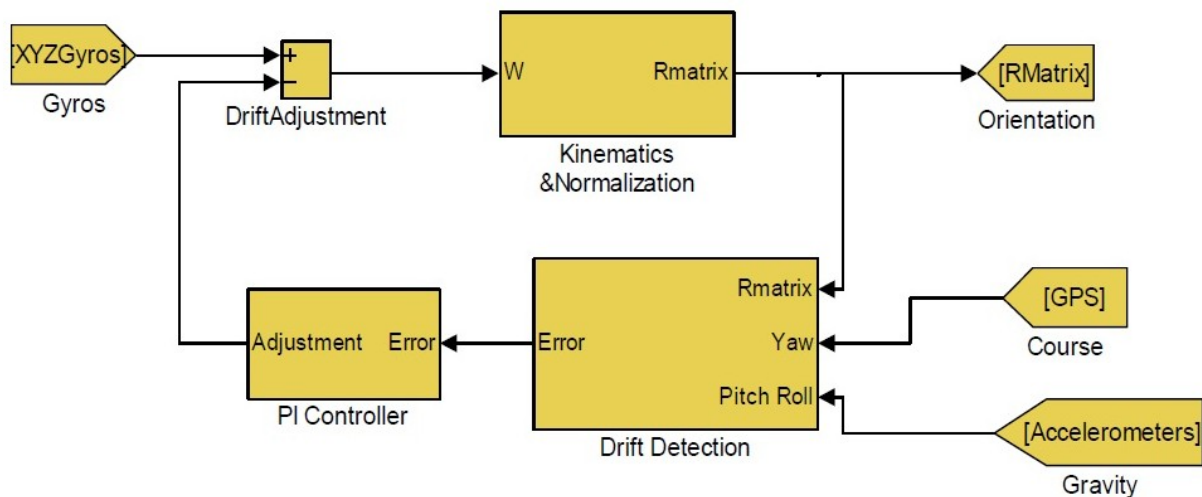 [XYZGyros]
Gyros
+
−
DriftAdjustment
W
Rmatrix
Kinematics
&Normalization
[RMatrix]
Orientation
Rmatrix
Yaw
Pitch Roll
Error
Drift Detection
Adjustment
Error
PI Controller
[GPS]
Course
[Accelerometers]
Gravity